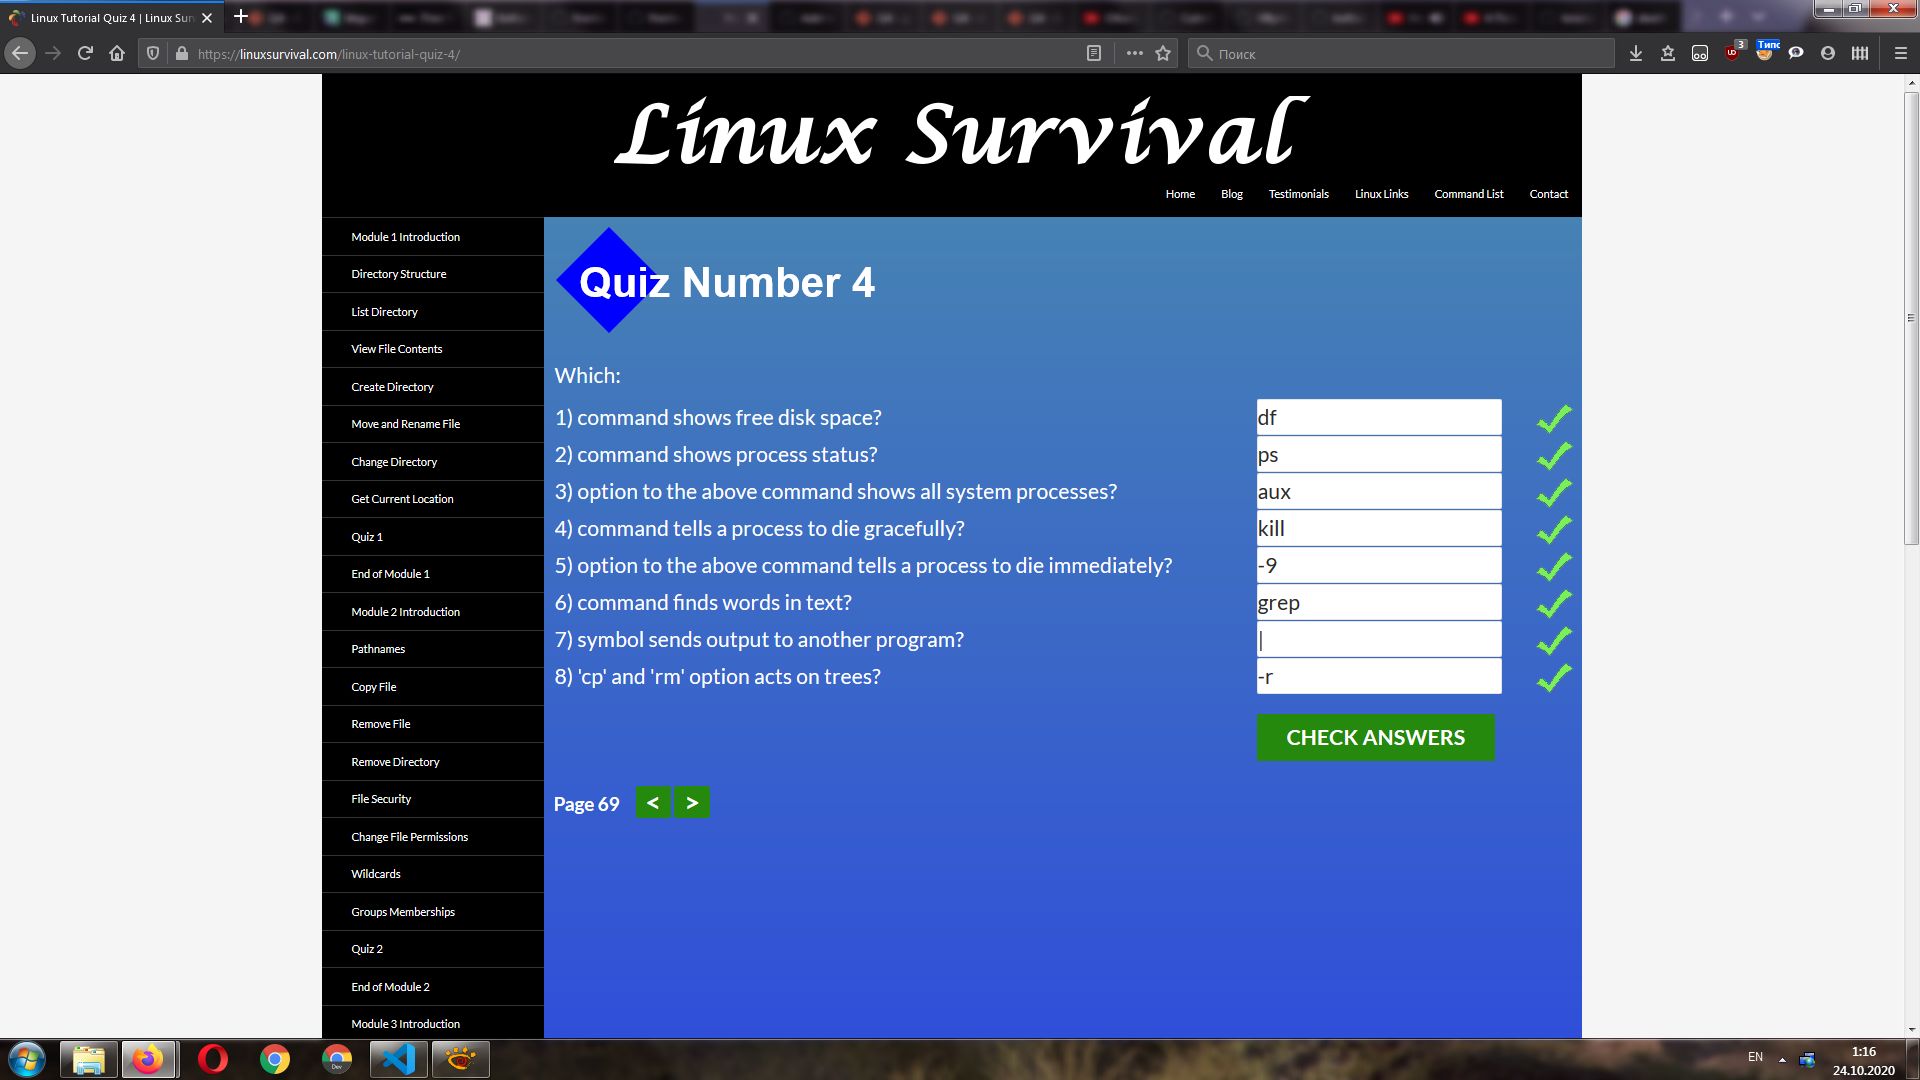 Linux Tutorial Quiz 4 | Linux Sur
https://linuxsurvival.com/linux-tutorial-quiz-4/
Поиск
3
Типо
Linux Survival
Home Blog Testimonials Linux Links Command List Contact
Module 1 Introduction
Directory Structure
List Directory
View File Contents
Create Directory
Move and Rename File
Change Directory
Get Current Location
Quiz 1
End of Module 1
Module 2 Introduction
Pathnames
Copy File
Remove File
Remove Directory
File Security
Change File Permissions
Wildcards
Groups Memberships
Quiz 2
End of Module 2
Module 3 Introduction
Quiz Number 4
Which:
1) command shows free disk space? df
2) command shows process status? ps
3) option to the above command shows all system processes? aux
4) command tells a process to die gracefully? kill
5) option to the above command tells a process to die immediately? -9
6) command finds words in text? grep
7) symbol sends output to another program? |
8) 'cp' and 'rm' option acts on trees? -r
CHECK ANSWERS
Page 69 < >
Dev
EN
1:16
24.10.2020